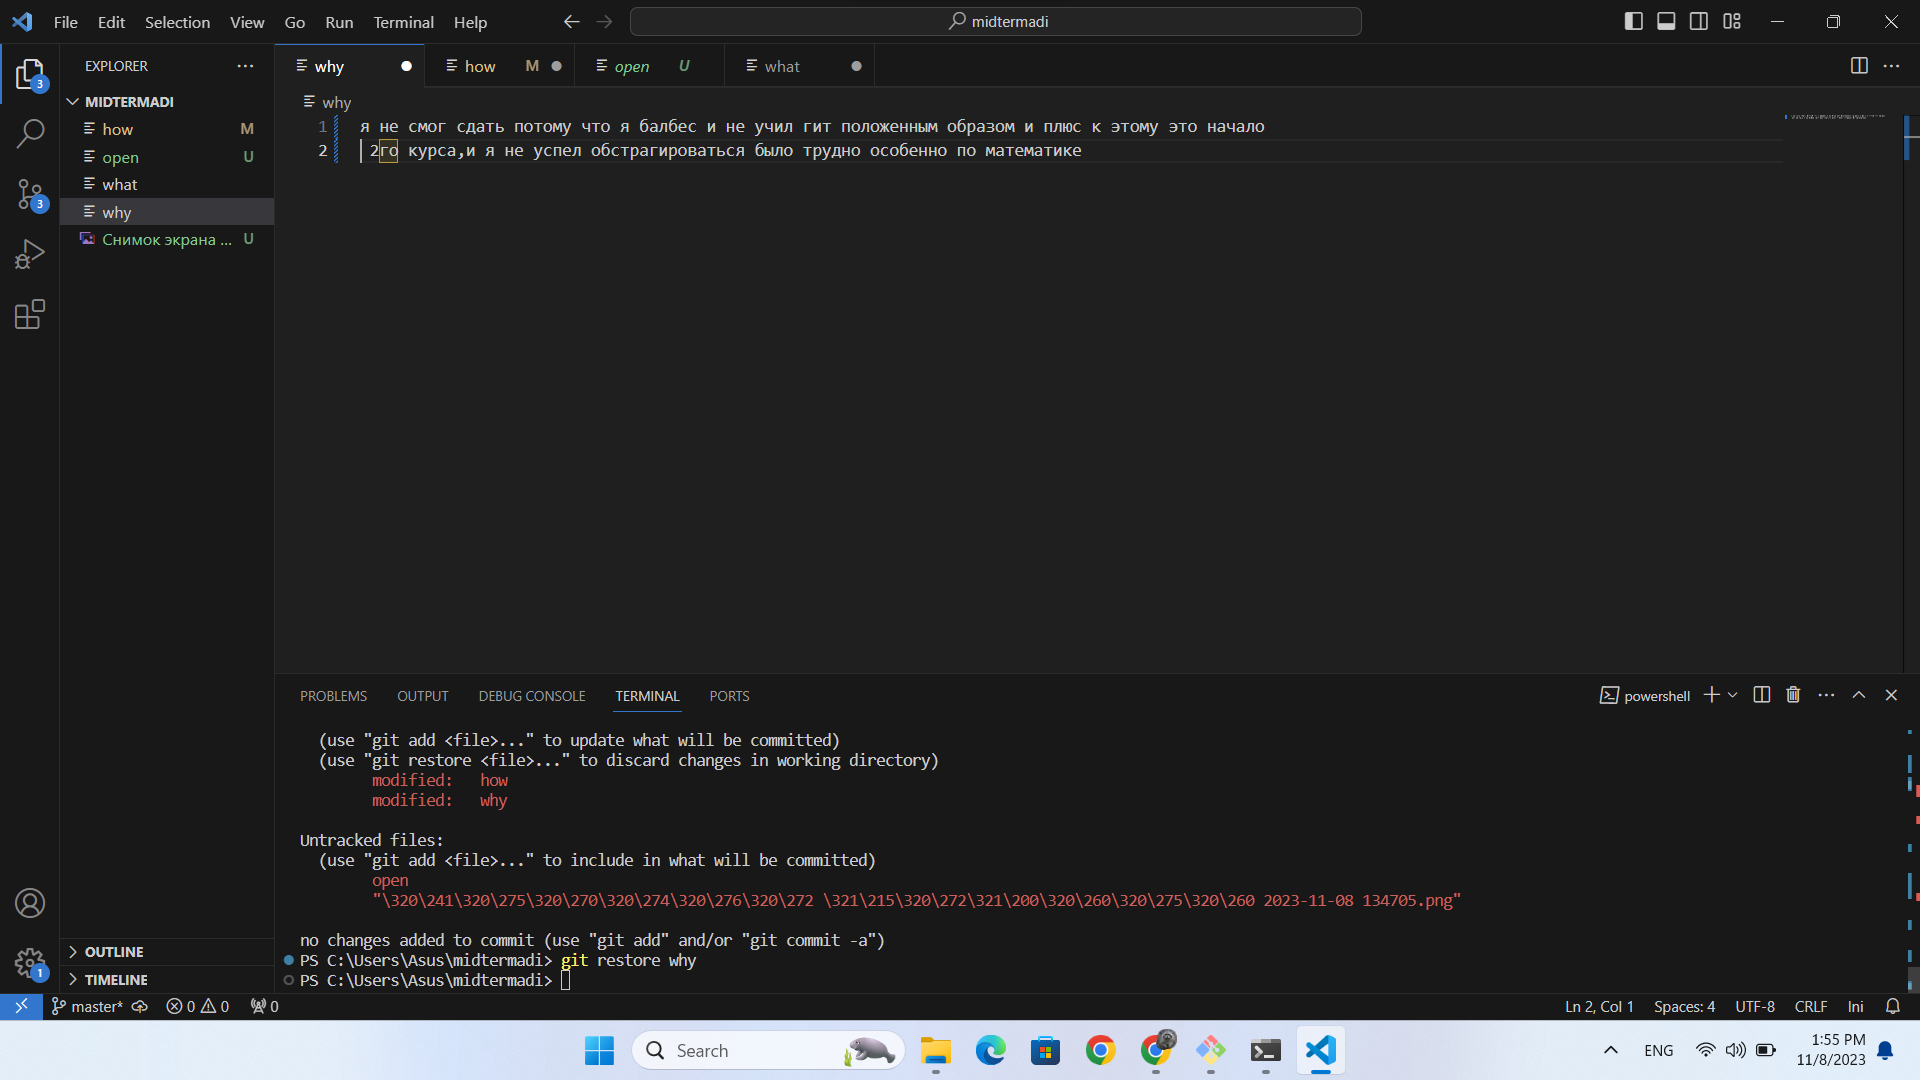 File Edit Selection View Go Run Terminal Help
midtermadi
EXPLORER
MIDTERMADI
how M
open U
what
why
Снимок экрана ... U
OUTLINE
TIMELINE
why
how M
open U
what
why
1 я не смог сдать потому что я балбес и не учил гит положенным образом и плюс к этому это начало
2 2го курса,и я не успел обстрагироваться было трудно особенно по математике
PROBLEMS OUTPUT DEBUG CONSOLE TERMINAL PORTS
powershell
(use "git add <file>..." to update what will be committed)
(use "git restore <file>..." to discard changes in working directory)
modified: how
modified: why
Untracked files:
(use "git add <file>..." to include in what will be committed)
open
"\320\241\320\275\320\270\320\274\320\276\320\272 \321\215\320\272\321\200\320\260\320\275\320\260 2023-11-08 134705.png"
no changes added to commit (use "git add" and/or "git commit -a")
PS C:\Users\Asus\midtermadi> git restore why
PS C:\Users\Asus\midtermadi>
3
3
1
master* 0 0 0
Ln 2, Col 1 Spaces: 4 UTF-8 CRLF Ini
Search
ENG
1:55 PM
11/8/2023